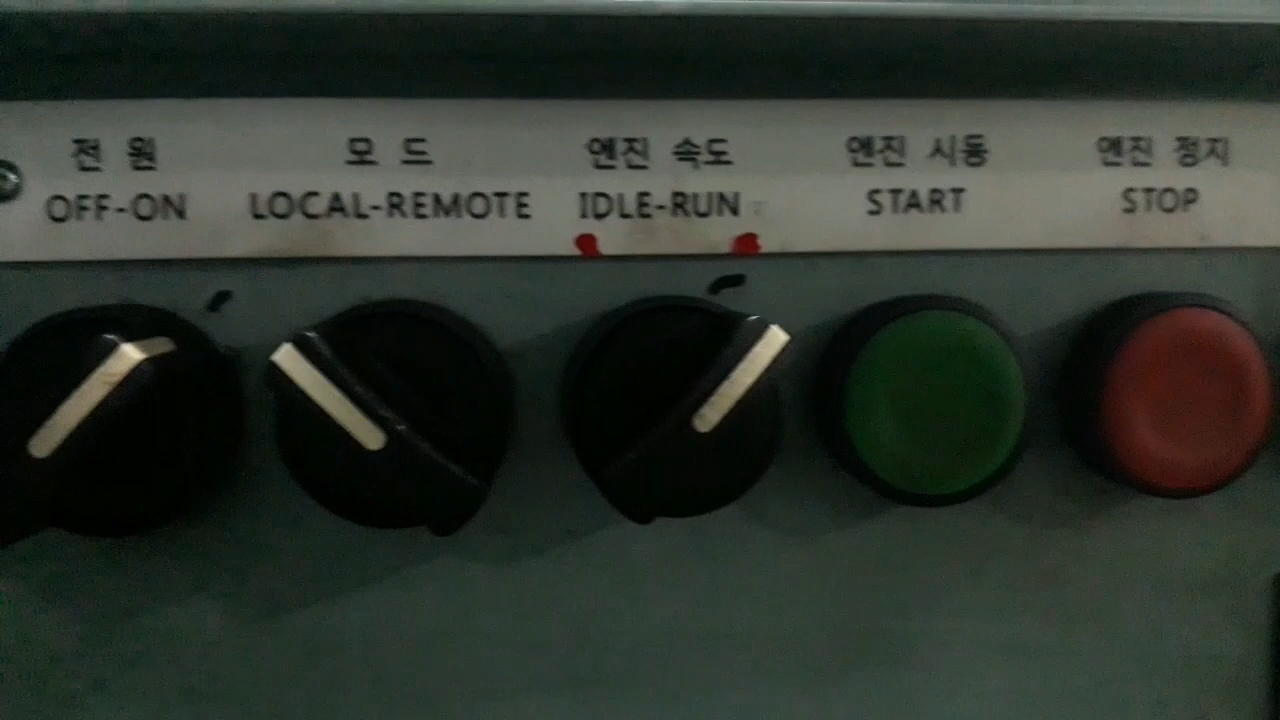 전 원
OFF-ON
모 드
LOCAL-REMOTE
엔진 속도
IDLE-RUN
엔진 시동
START
엔진 정지
STOP